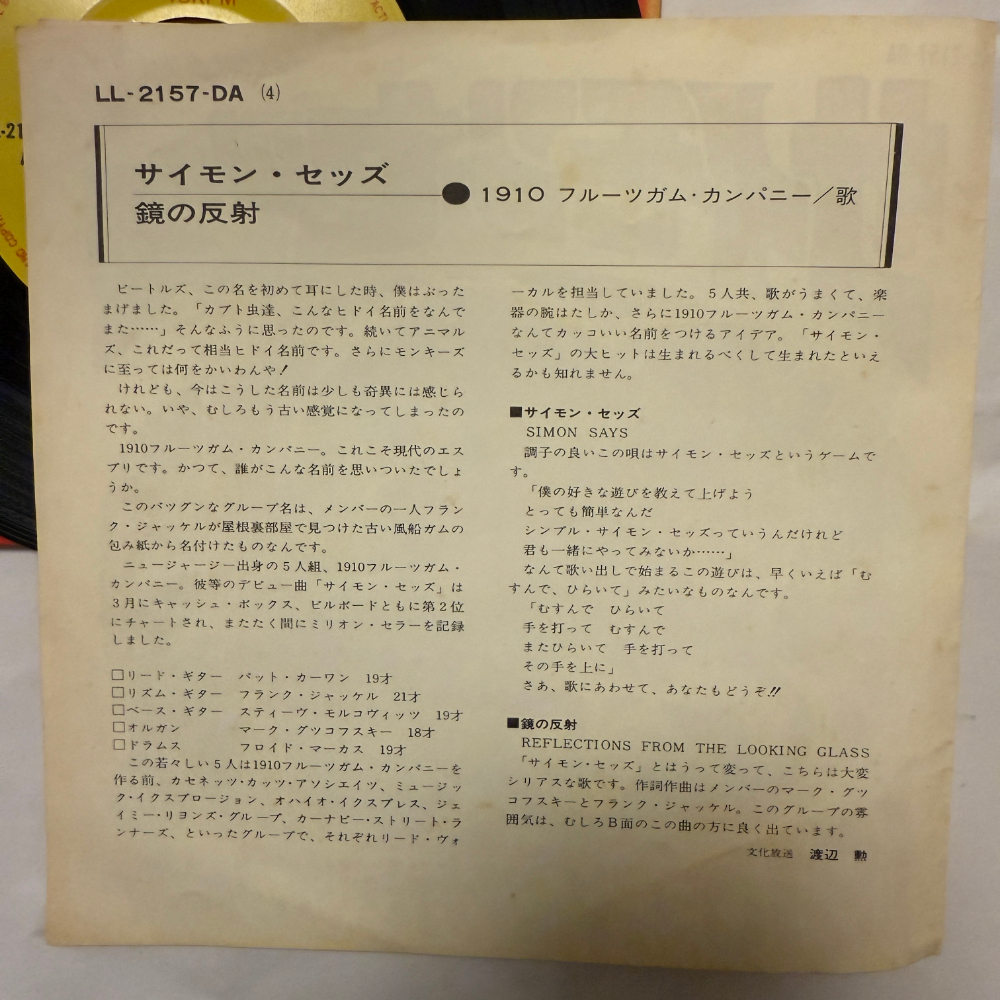 LL-2157-DA (4)
サイモン・セッズ
鏡の反射
●1910 フルーツガム・カンパニー／歌
ビートルズ、この名を初めて耳にした時、僕はぶった
まげました。「カブト虫達、こんなヒドイ名前をなんで
また……」そんなふうに思ったのです。続いてアニマル
ズ、これだって相当ヒドイ名前です。さらにモンキーズ
に至っては何をかいわんや！
けれども、今はこうした名前は少しも奇異には感じら
れない。いや、むしろもう古い感覚になってしまったの
です。
1910フルーツガム・カンパニー。これこそ現代のエス
プリです。かつて、誰がこんな名前を思いついたでしょ
うか。
このバツグンなグループ名は、メンバーの一人フラン
ク・ジャッケルが屋根裏部屋で見つけた古い風船ガムの
包み紙から名付けたものなんです。
ニュージャージー出身の５人組、1910フルーツガム・
カンパニー。彼等のデビュー曲「サイモン・セッズ」は
３月にキャッシュ・ボックス、ビルボードともに第２位
にチャートされ、またたく間にミリオン・セラーを記録
しました。
□リード・ギター パット・カーワン 19才
□リズム・ギター フランク・ジャッケル 21才
□ベース・ギター スティーヴ・モルコヴィッツ 19才
□オルガン マーク・グツコフスキー 18才
□ドラムス フロイド・マーカス 19才
この若々しい５人は1910フルーツガム・カンパニーを
作る前、カセネッツ・カッツ・アソシエイツ、ミュージッ
ク・イクスプロージョン、オハイオ・イクスプレス、ジェ
イミー・リヨンズ・グループ、カーナビー・ストリート・ラ
ンナーズ、といったグループで、それぞれリード・ヴォ
ーカルを担当していました。５人共、歌がうまくて、楽
器の腕はたしか、さらに1910フルーツガム・カンパニー
なんてカッコいい名前をつけるアイデア。「サイモン・
セッズ」の大ヒットは生まれるべくして生まれたといえ
るかも知れません。
■サイモン・セッズ
SIMON SAYS
調子の良いこの唄はサイモン・セッズというゲームで
す。
「僕の好きな遊びを教えて上げよう
とっても簡単なんだ
シンプル・サイモン・セッズっていうんだけれど
君も一緒にやってみないか……」
なんて歌い出しで始まるこの遊びは、早くいえば「む
すんで、ひらいて」みたいなものなんです。
「むすんで ひらいて
手を打って むすんで
またひらいて 手を打って
その手を上に」
さあ、歌にあわせて、あなたもどうぞ!!
■鏡の反射
REFLECTIONS FROM THE LOOKING GLASS
「サイモン・セッズ」とはうって変って、こちらは大変
シリアスな歌です。作詞作曲はメンバーのマーク・グツ
コフスキーとフランク・ジャッケル。このグループの雰
囲気は、むしろＢ面のこの曲の方に良く出ています。
文化放送 渡辺 勲